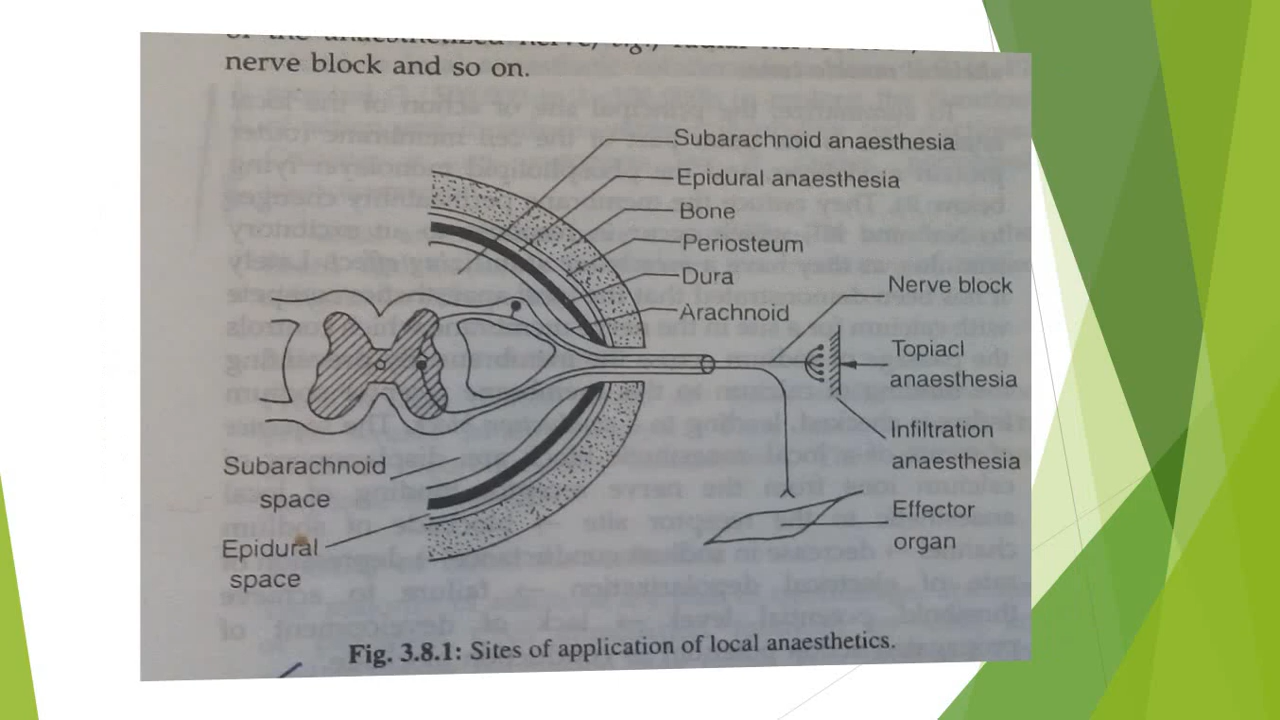 nerve block and so on.
Subarachnoid anaesthesia
Epidural anaesthesia
Bone
Periosteum
Dura
Arachnoid
Nerve block
Topiacl
anaesthesia
Infiltration
anaesthesia
Effector
organ
Subarachnoid
space
Epidural
space
Fig. 3.8.1: Sites of application of local anaesthetics.